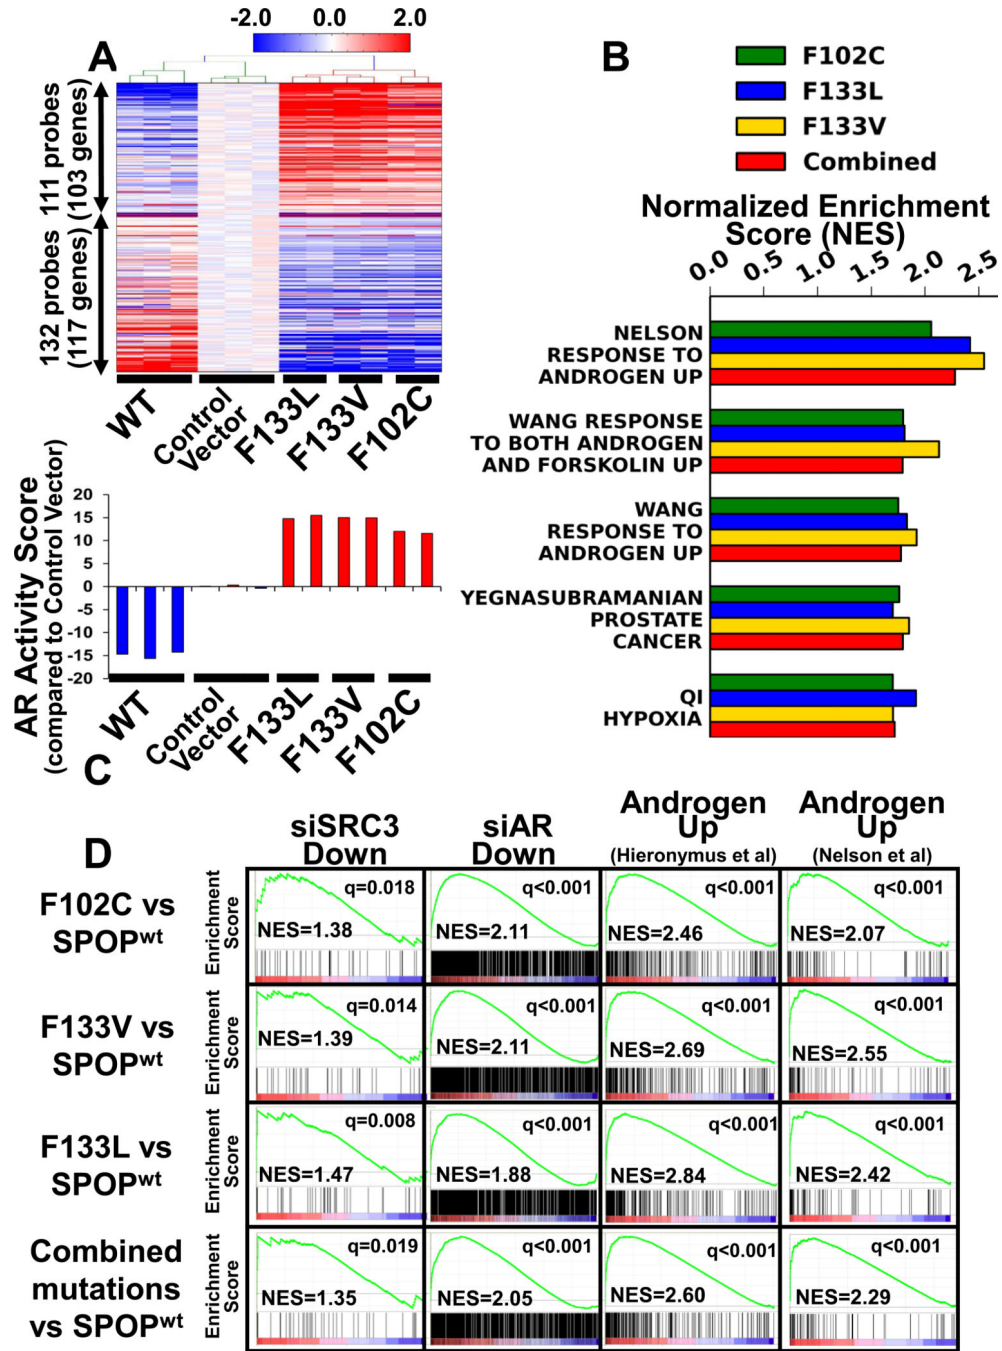 -2.0 0.0 2.0
A
111 probes
(103 genes)
132 probes
(117 genes)
WT
Control
Vector
F133L
F133V
F102C
B
F102C
F133L
F133V
Combined
Normalized Enrichment
Score (NES)
0.0 0.5 1.0 1.5 2.0 2.5
NELSON
RESPONSE TO
ANDROGEN UP
WANG RESPONSE
TO BOTH ANDROGEN
AND FORSKOLIN UP
WANG
RESPONSE TO
ANDROGEN UP
YEGNASUBRAMANIAN
PROSTATE
CANCER
QI
HYPOXIA
AR Activity Score
(compared to Control Vector)
20
15
10
5
0
-5
-10
-15
-20
WT
Control
Vector
F133L
F133V
F102C
C
D
siSRC3
Down
siAR
Down
Androgen
Up
(Hieronymus et al)
Androgen
Up
(Nelson et al)
F102C vs
SPOPwt
Enrichment
Score
q=0.018
NES=1.38
q<0.001
NES=2.11
q<0.001
NES=2.46
q<0.001
NES=2.07
F133V vs
SPOPwt
Enrichment
Score
q=0.014
NES=1.39
q<0.001
NES=2.11
q<0.001
NES=2.69
q<0.001
NES=2.55
F133L vs
SPOPwt
Enrichment
Score
q=0.008
NES=1.47
q<0.001
NES=1.88
q<0.001
NES=2.84
q<0.001
NES=2.42
Combined
mutations
vs SPOPwt
Enrichment
Score
q=0.019
NES=1.35
q<0.001
NES=2.05
q<0.001
NES=2.60
q<0.001
NES=2.29